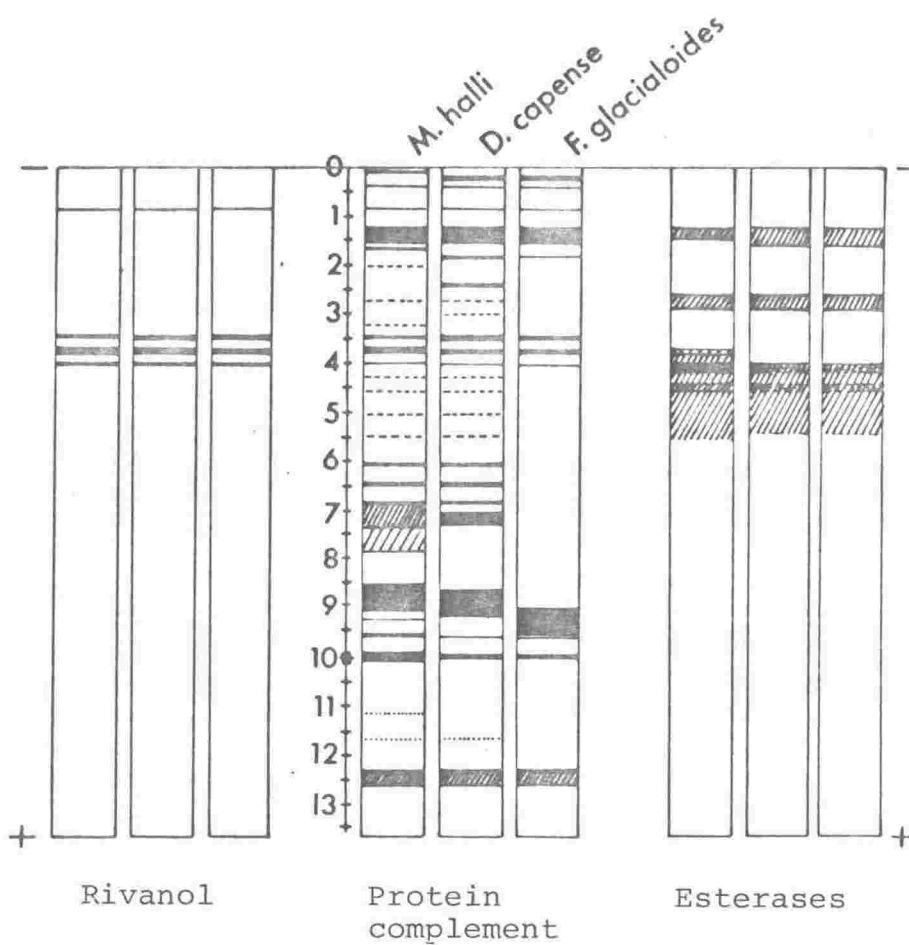 M. halli
D. capense
F. glacialoides
− 0 −
1
2
3
4
5
6
7
8
9
10
11
12
13
+ +
Rivanol
Protein
complement
Esterases